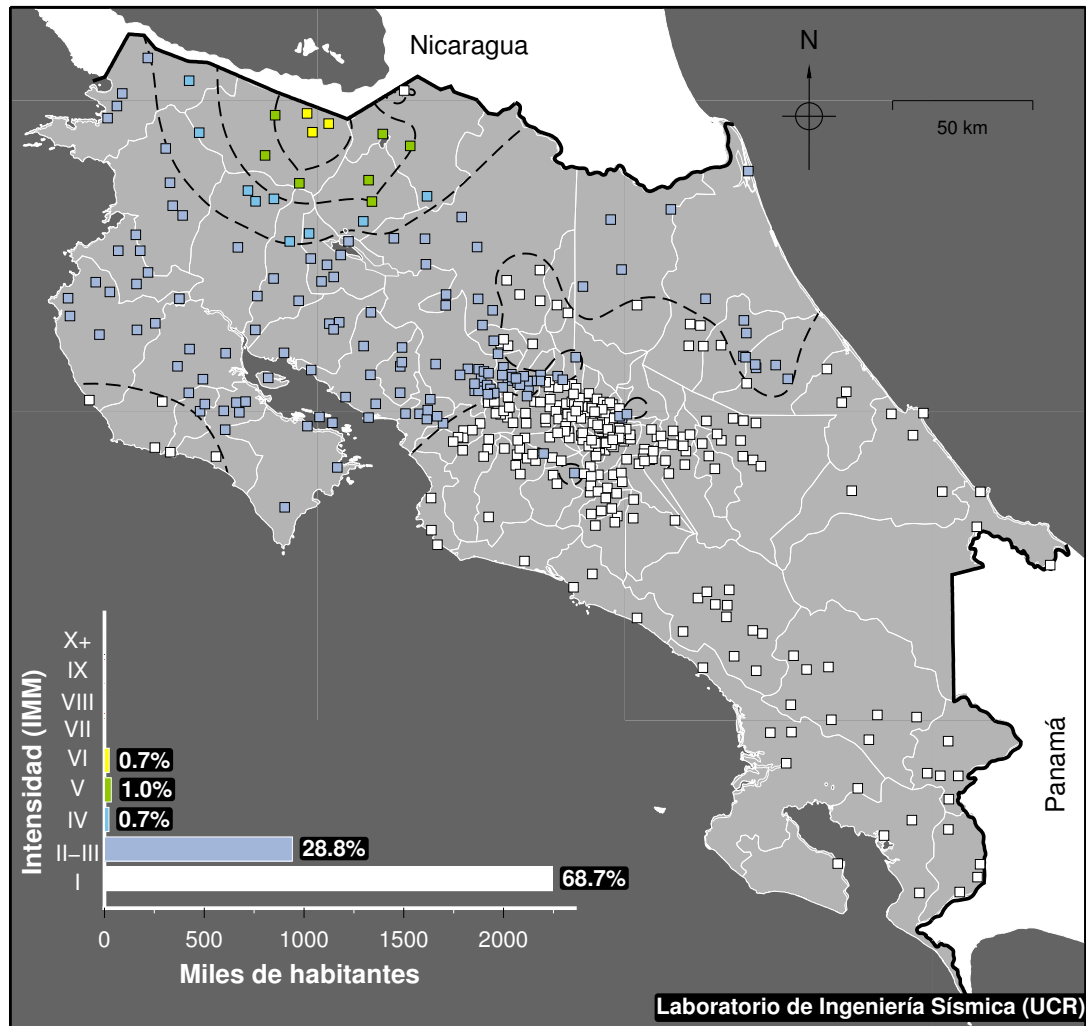 Nicaragua
N
50 km
Panamá
Intensidad (IMM)
X+
IX
VIII
VII
VI 0.7%
V 1.0%
IV 0.7%
II–III 28.8%
I 68.7%
0 500 1000 1500 2000
Miles de habitantes
Laboratorio de Ingeniería Sísmica (UCR)